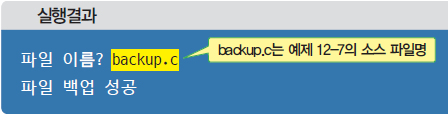 실행결과
파일 이름? backup.c
backup.c는 예제 12-7의 소스 파일명
파일 백업 성공